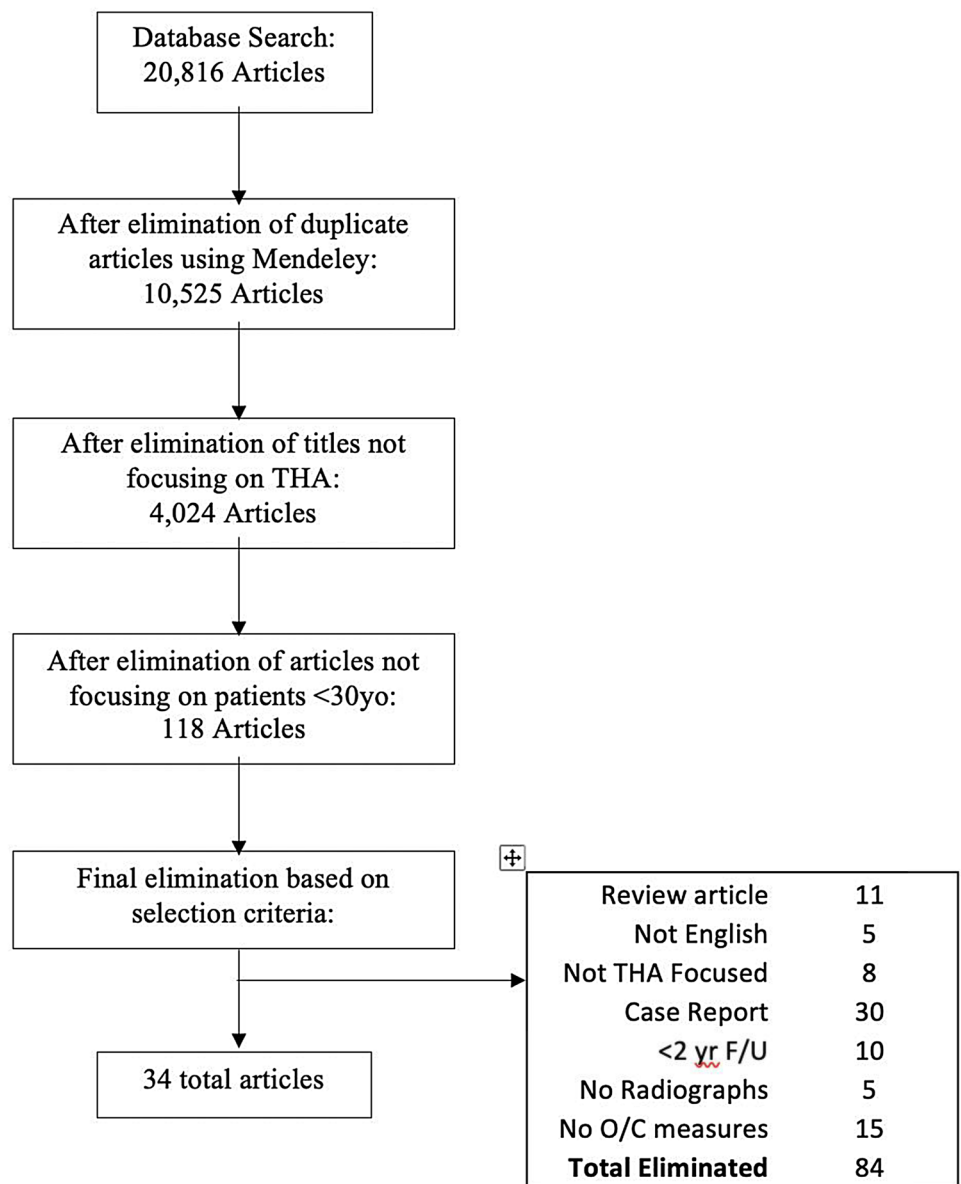 Database Search:
20,816 Articles
After elimination of duplicate
articles using Mendeley:
10,525 Articles
After elimination of titles not
focusing on THA:
4,024 Articles
After elimination of articles not
focusing on patients <30yo:
118 Articles
Final elimination based on
selection criteria:
Review article 11
Not English 5
Not THA Focused 8
Case Report 30
<2 yr F/U 10
No Radiographs 5
No O/C measures 15
Total Eliminated 84
34 total articles